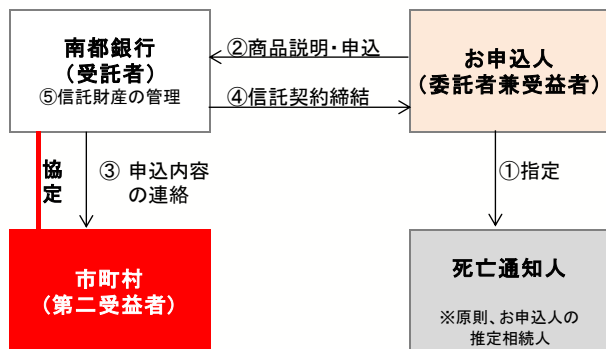 南都銀行
（受託者）
⑤信託財産の管理
②商品説明・申込
④信託契約締結
お申込人
（委託者兼受益者）
協定
③ 申込内容
の連絡
①指定
市町村
（第二受益者）
死亡通知人
※原則、お申込人の
推定相続人